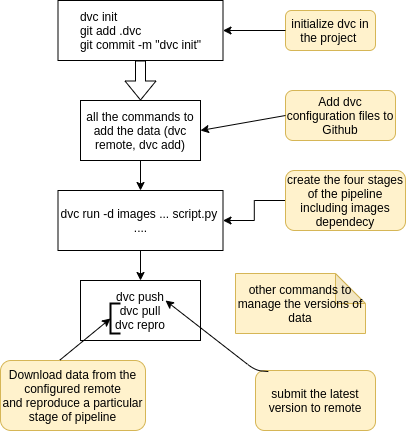 dvc init
git add .dvc
git commit -m "dvc init"
initialize dvc in
the project
all the commands to
add the data (dvc
remote, dvc add)
Add dvc
configuration files to
Github
dvc run -d images ... script.py
....
create the four stages
of the pipeline
including images
dependecy
dvc push
dvc pull
dvc repro
other commands to
manage the versions of
data
Download data from the
configured remote
and reproduce a particular
stage of pipeline
submit the latest
version to remote